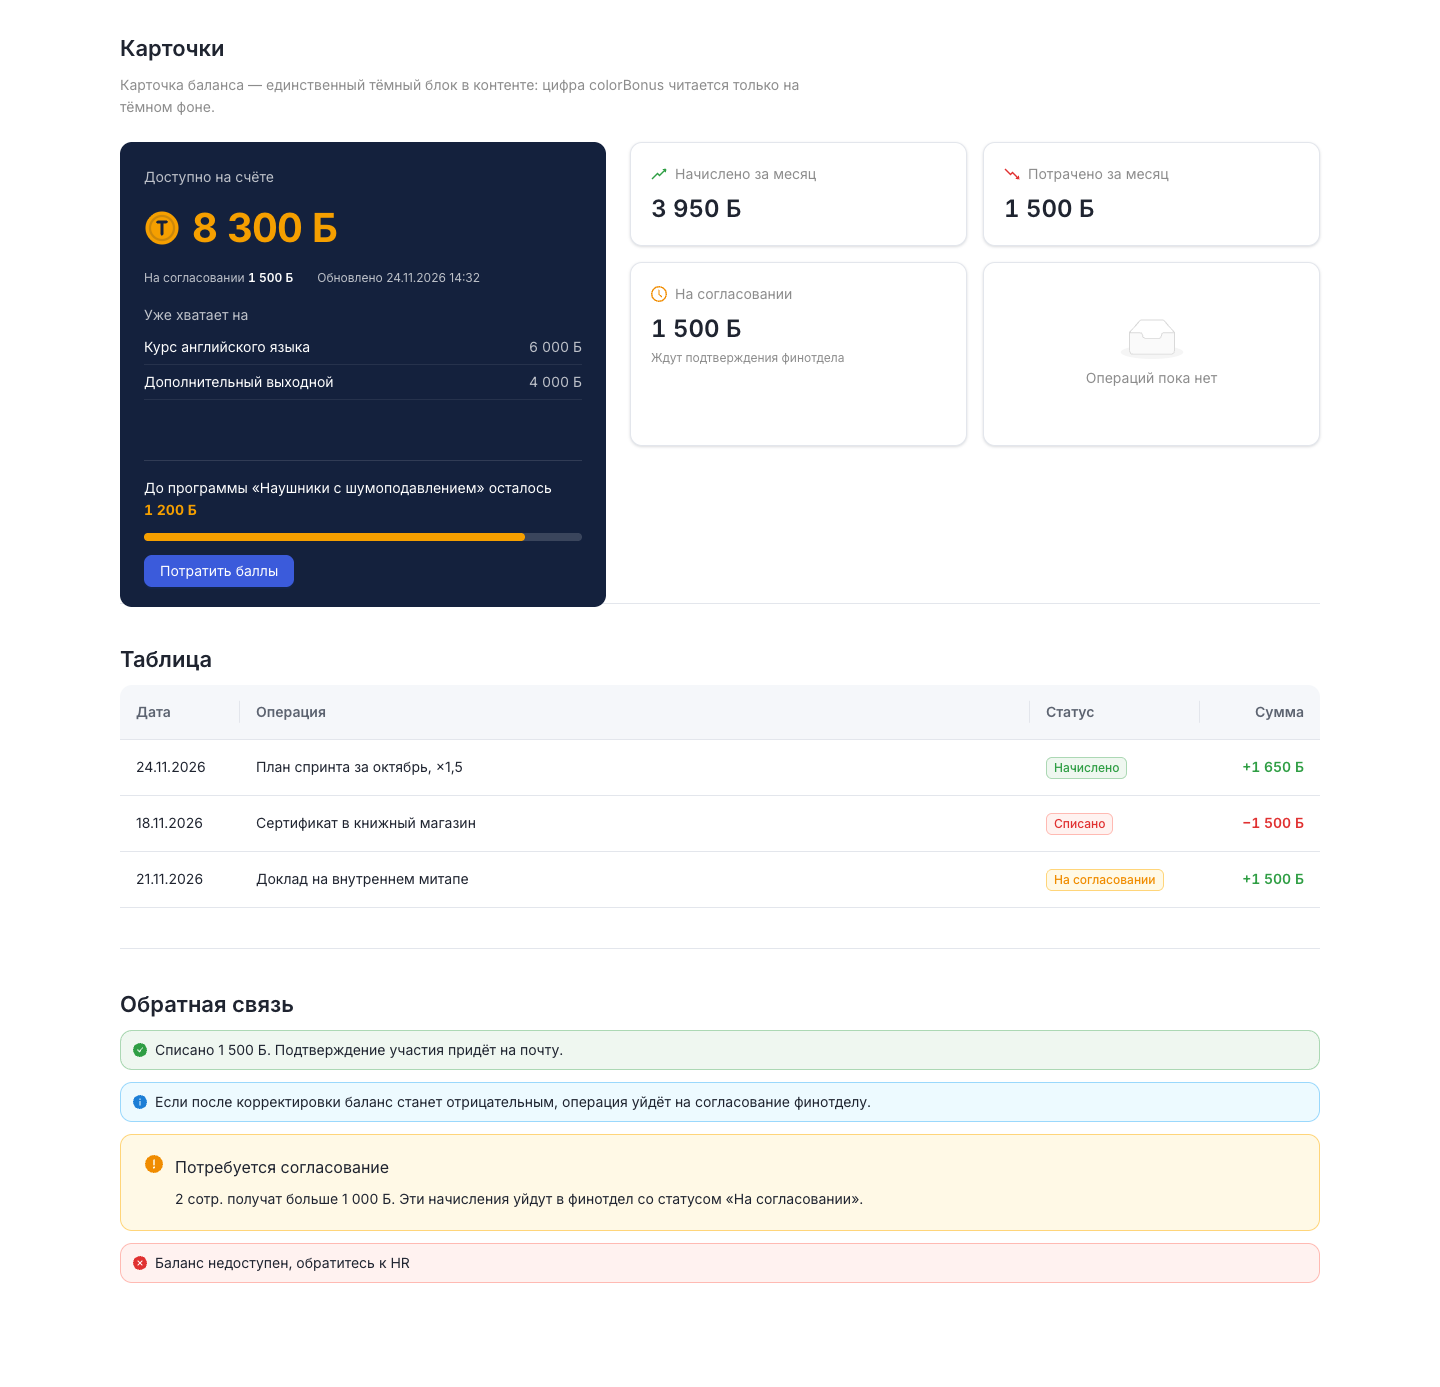 Карточки
Карточка баланса — единственный тёмный блок в контенте: цифра colorBonus читается только на
тёмном фоне.
Доступно на счёте
T 8 300 Б
На согласовании 1 500 Б Обновлено 24.11.2026 14:32
Уже хватает на
Курс английского языка 6 000 Б
Дополнительный выходной 4 000 Б
До программы «Наушники с шумоподавлением» осталось
1 200 Б
Потратить баллы
Начислено за месяц
3 950 Б
Потрачено за месяц
1 500 Б
На согласовании
1 500 Б
Ждут подтверждения финотдела
Операций пока нет
Таблица
Дата Операция Статус Сумма
24.11.2026 План спринта за октябрь, ×1,5 Начислено +1 650 Б
18.11.2026 Сертификат в книжный магазин Списано −1 500 Б
21.11.2026 Доклад на внутреннем митапе На согласовании +1 500 Б
Обратная связь
Списано 1 500 Б. Подтверждение участия придёт на почту.
Если после корректировки баланс станет отрицательным, операция уйдёт на согласование финотделу.
Потребуется согласование
2 сотр. получат больше 1 000 Б. Эти начисления уйдут в финотдел со статусом «На согласовании».
Баланс недоступен, обратитесь к HR